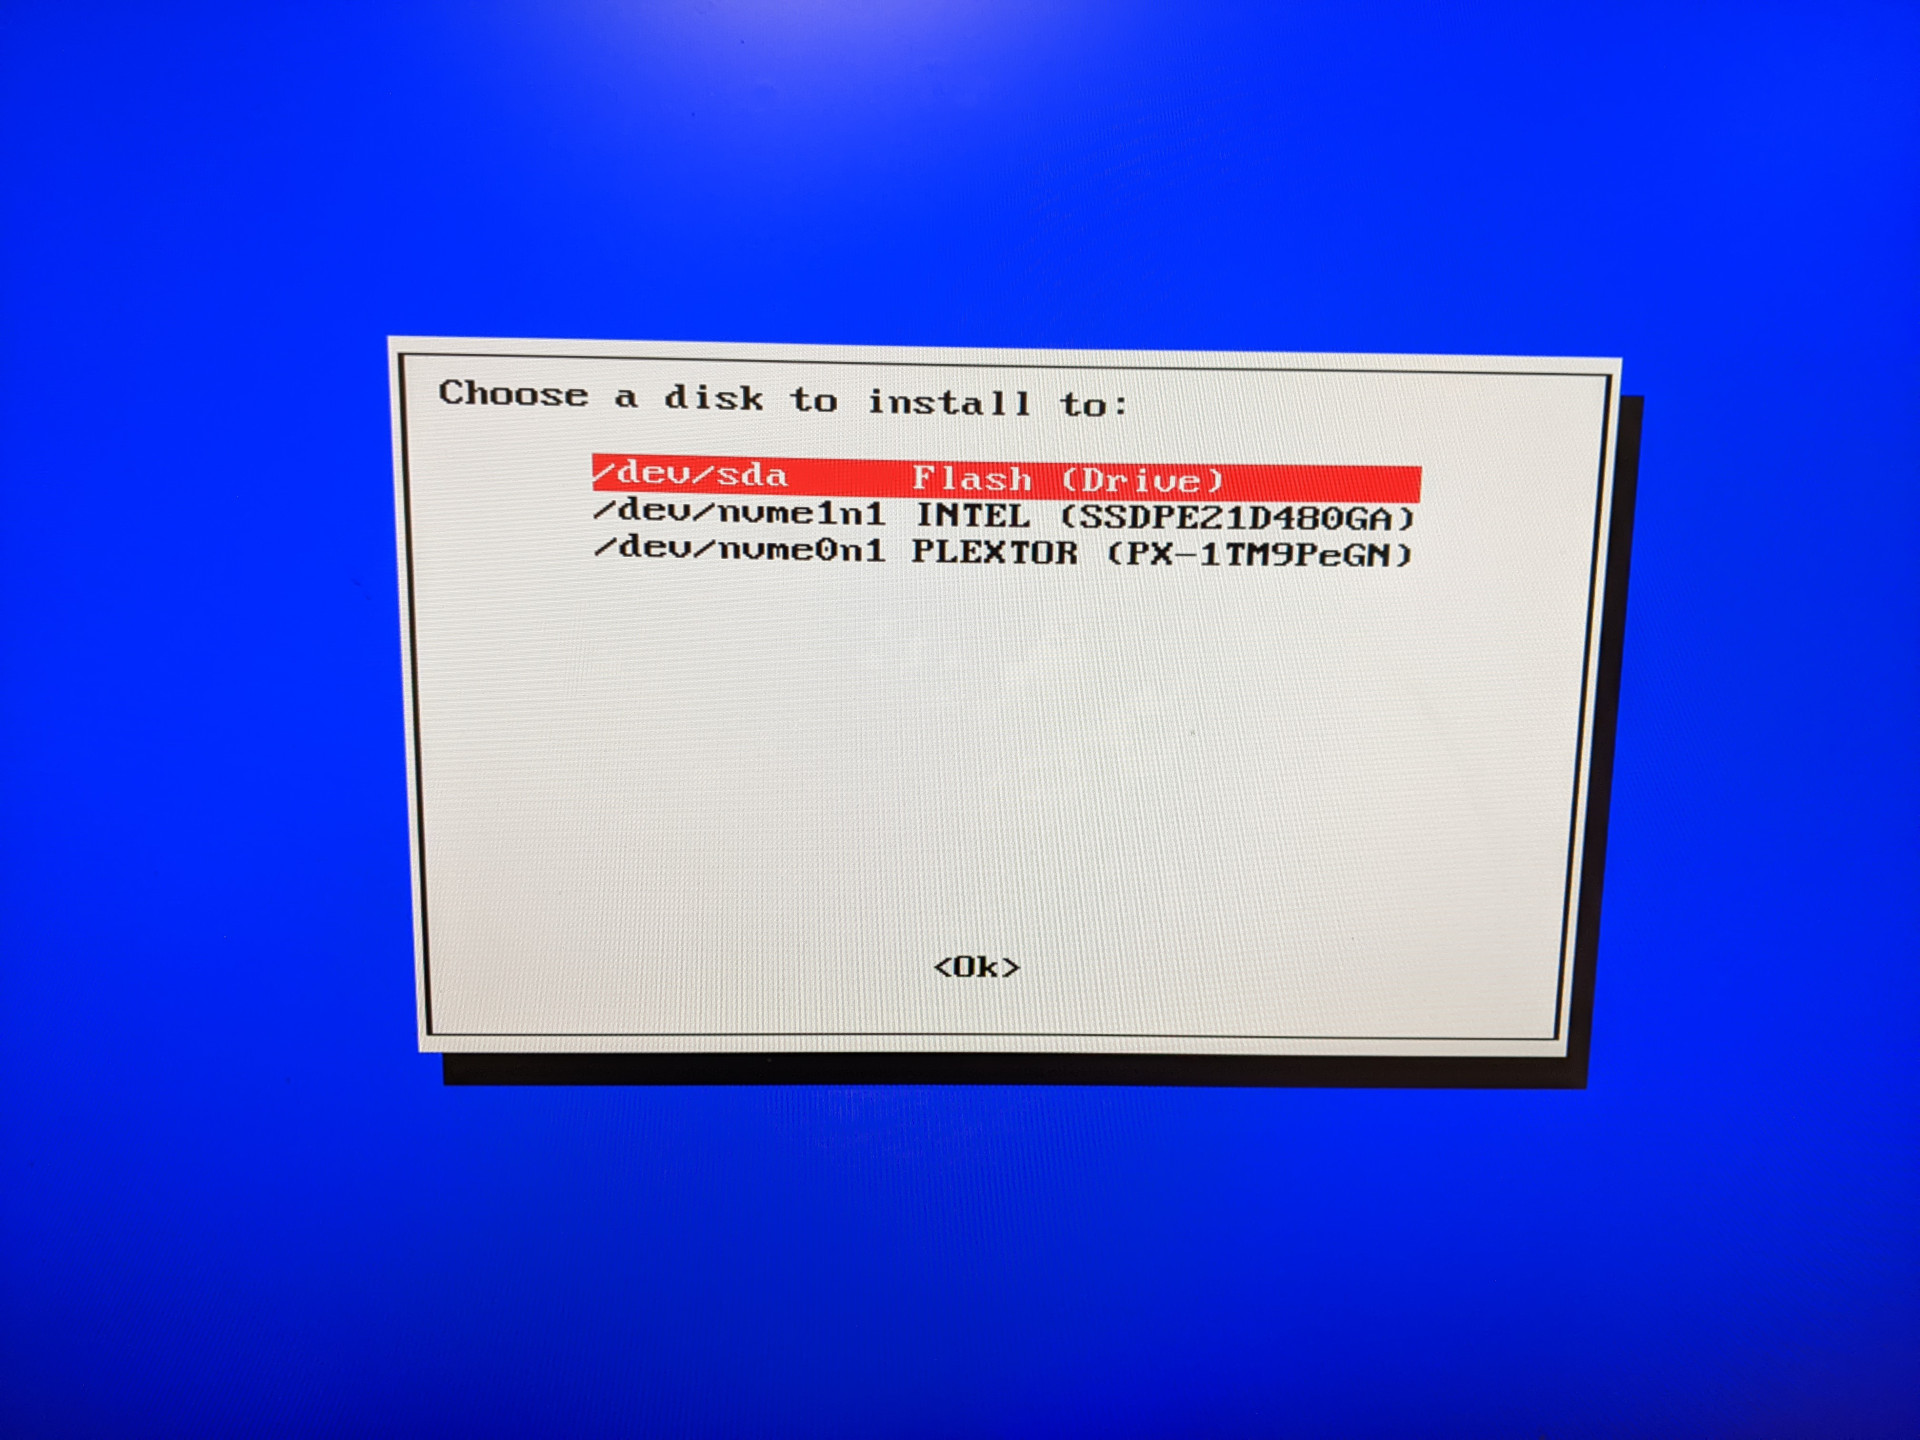 Choose a disk to install to:
/dev/sda Flash (Drive)
/dev/nvme1n1 INTEL (SSDPE21D480GA)
/dev/nvme0n1 PLEXTOR (PX-1TM9PeGN)
<Ok>